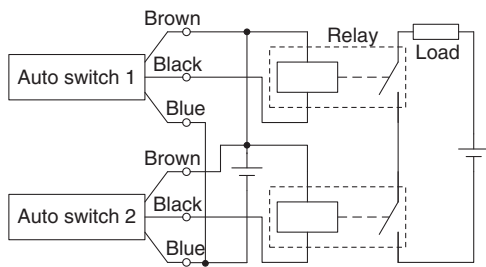 Brown
Relay
Load
Auto switch 1
Black
Blue
Brown
Auto switch 2
Black
Blue